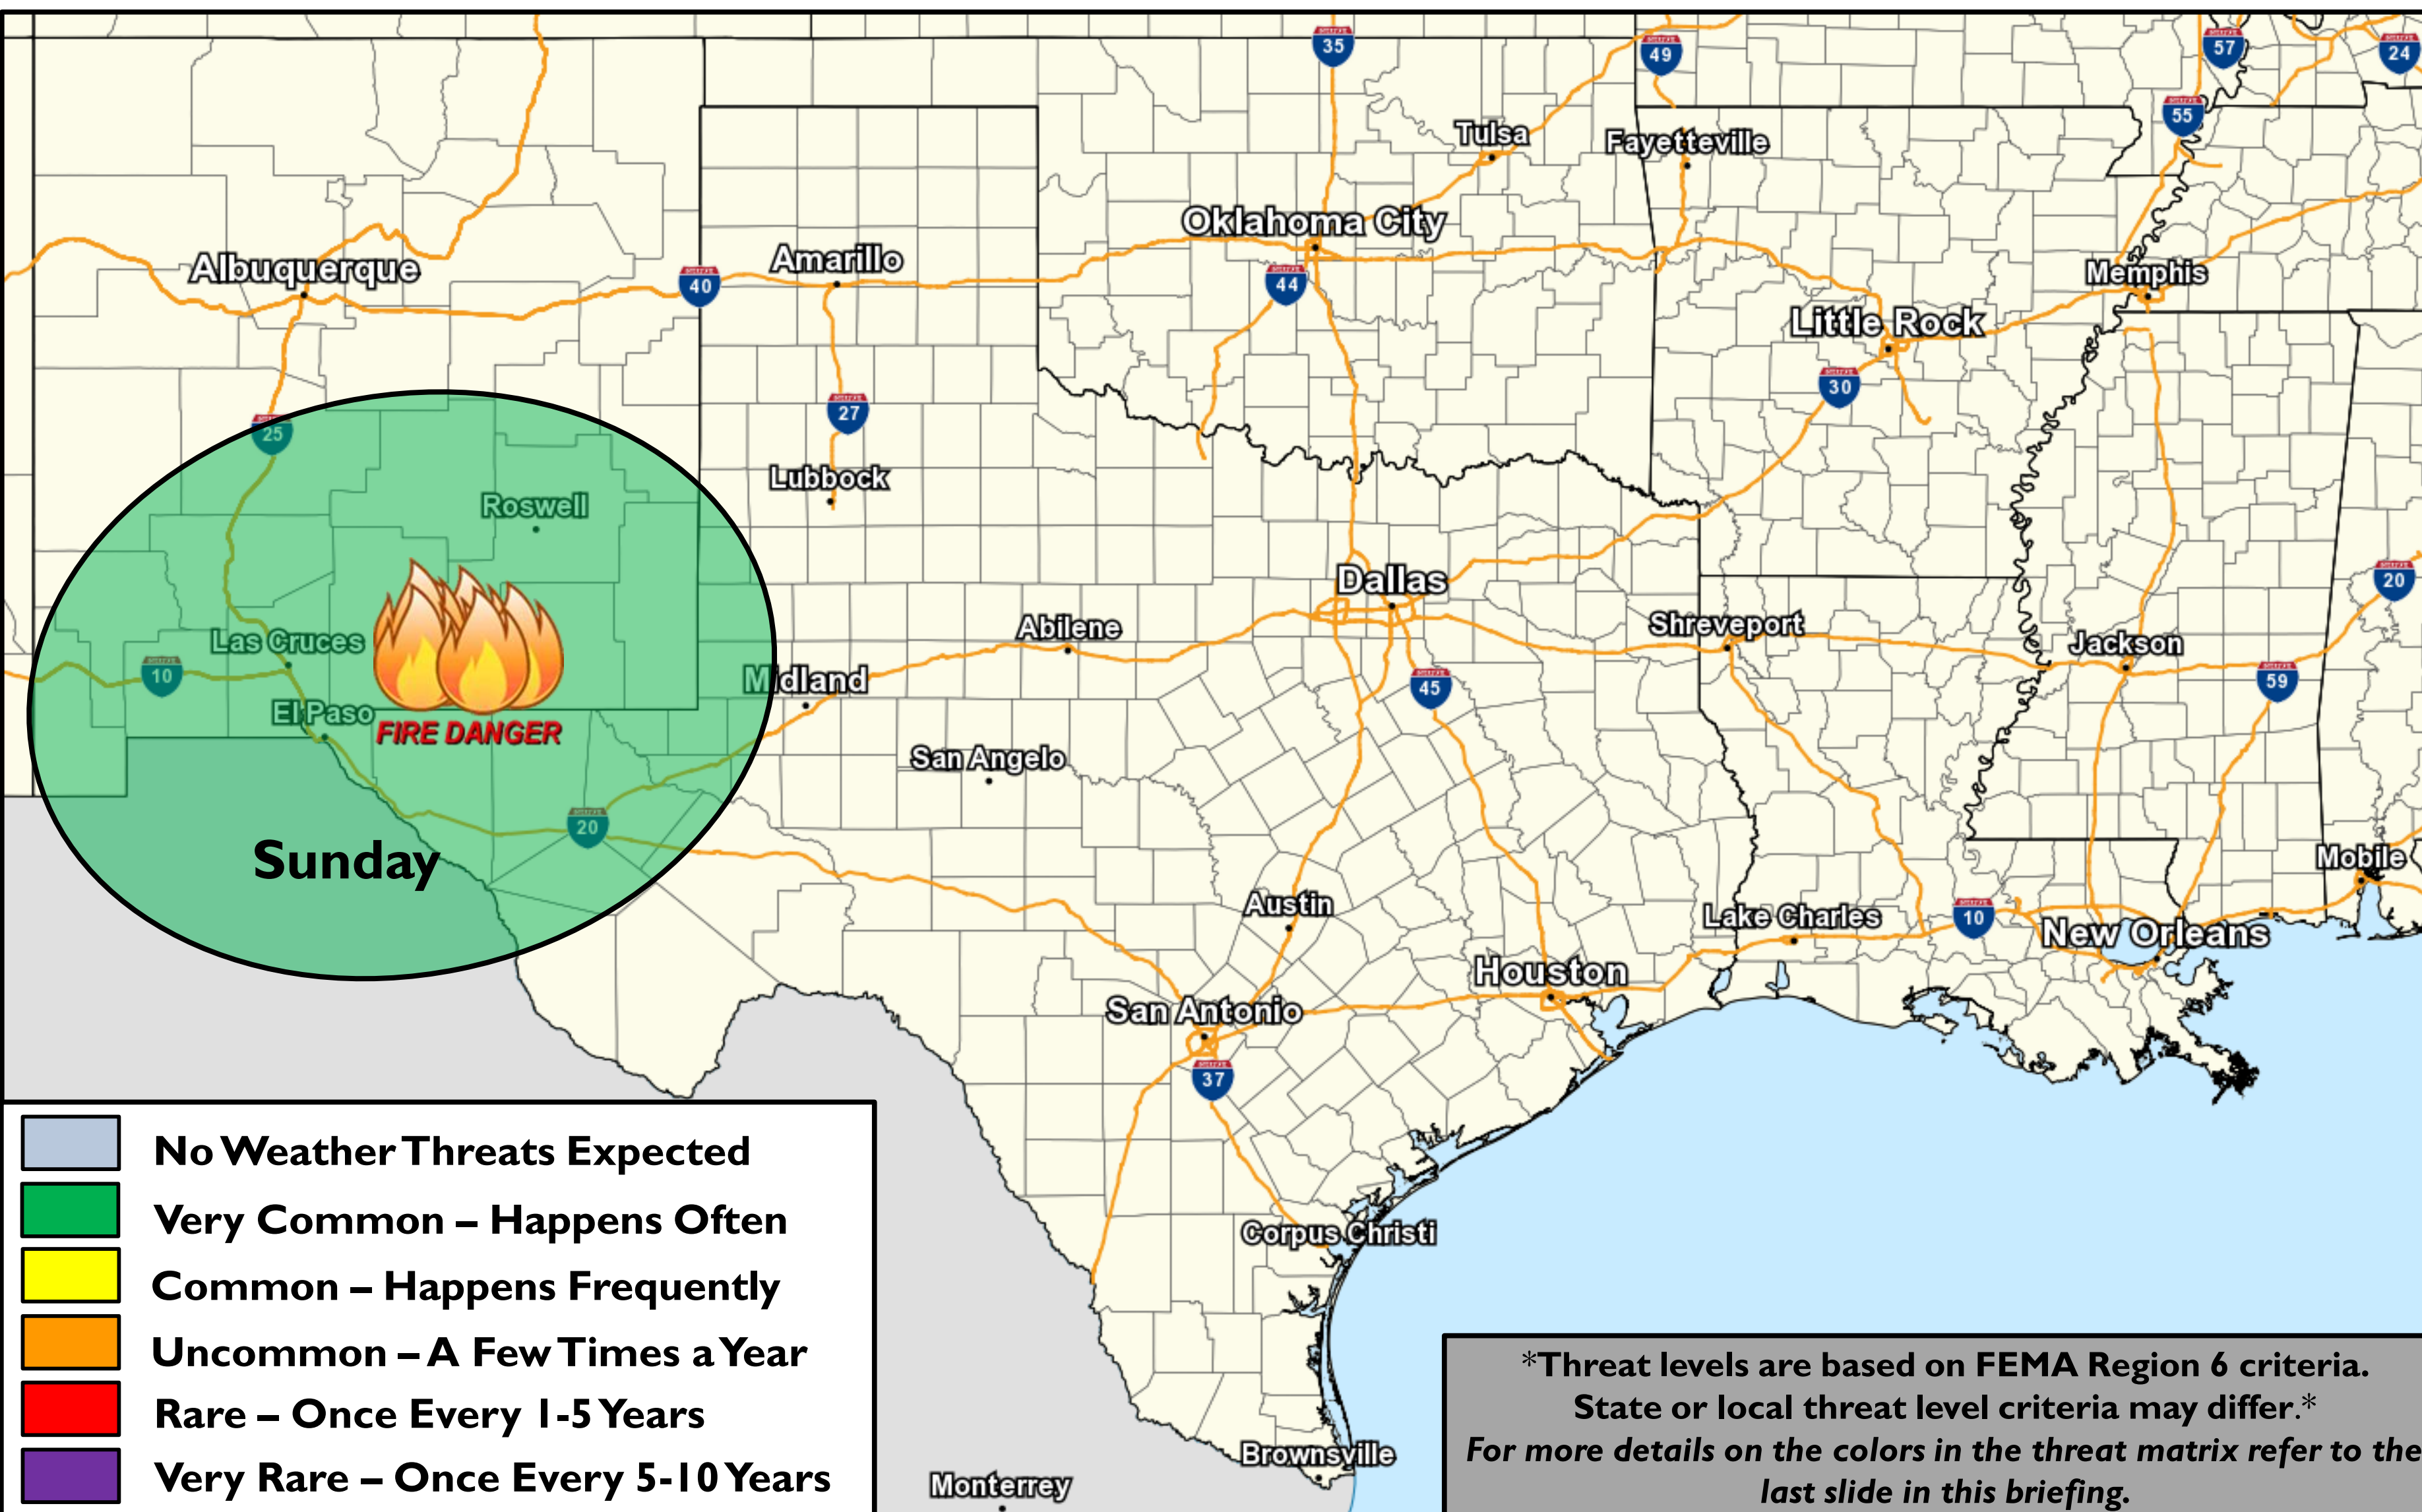 35
49
57
24
55
Tulsa
Fayetteville
Oklahoma City
Albuquerque
Amarillo
40
44
Memphis
Little Rock
30
27
25
Lubbock
Roswell
Dallas
20
Las Cruces
Abilene
Shreveport
Jackson
10
Midland
45
59
El Paso
FIRE DANGER
San Angelo
20
Sunday
Mobile
Austin
Lake Charles
10
New Orleans
Houston
San Antonio
37
Corpus Christi
Brownsville
Monterrey
No Weather Threats Expected
Very Common – Happens Often
Common – Happens Frequently
Uncommon – A Few Times a Year
Rare – Once Every 1-5 Years
Very Rare – Once Every 5-10 Years
*Threat levels are based on FEMA Region 6 criteria.
State or local threat level criteria may differ.*
For more details on the colors in the threat matrix refer to the
last slide in this briefing.